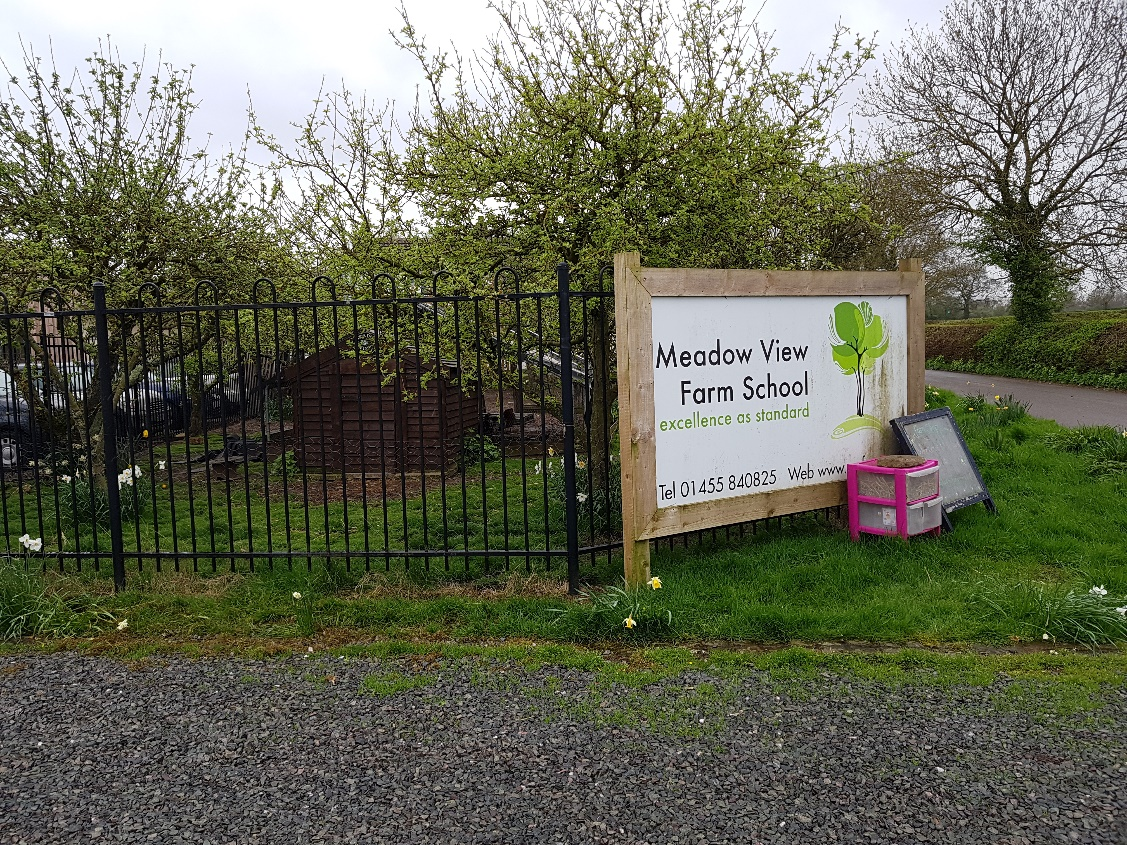 Meadow View
Farm School
excellence as standard
Tel 01455 840825 Web www.